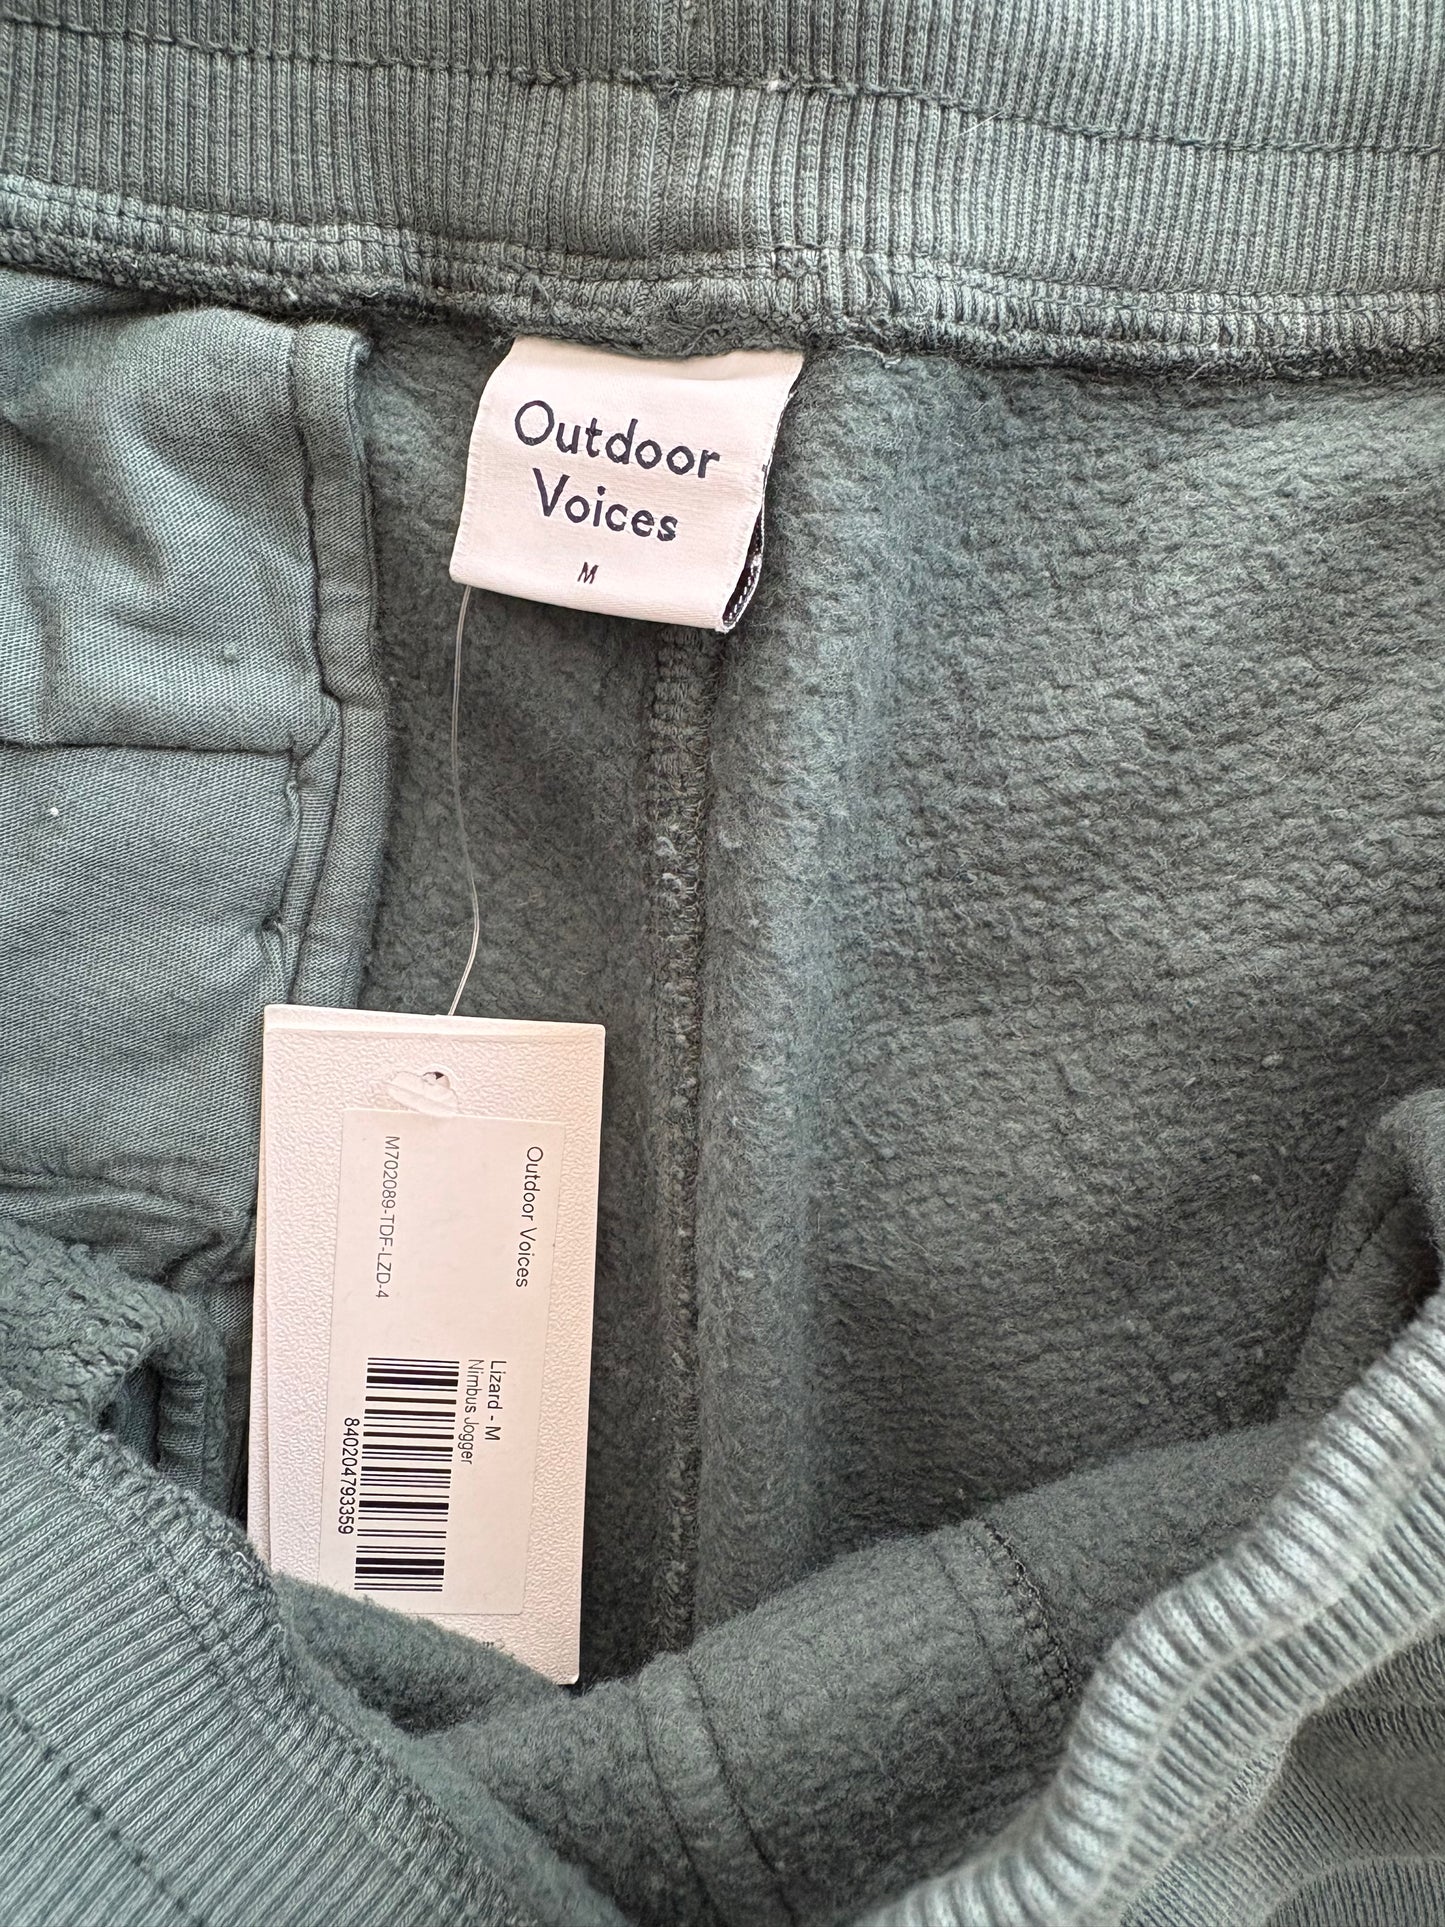 Outdoor
Voices
M
Outdoor Voices
M702089-TDF-LZD-4
Lizard - M
Nimbus Jogger
840204793359